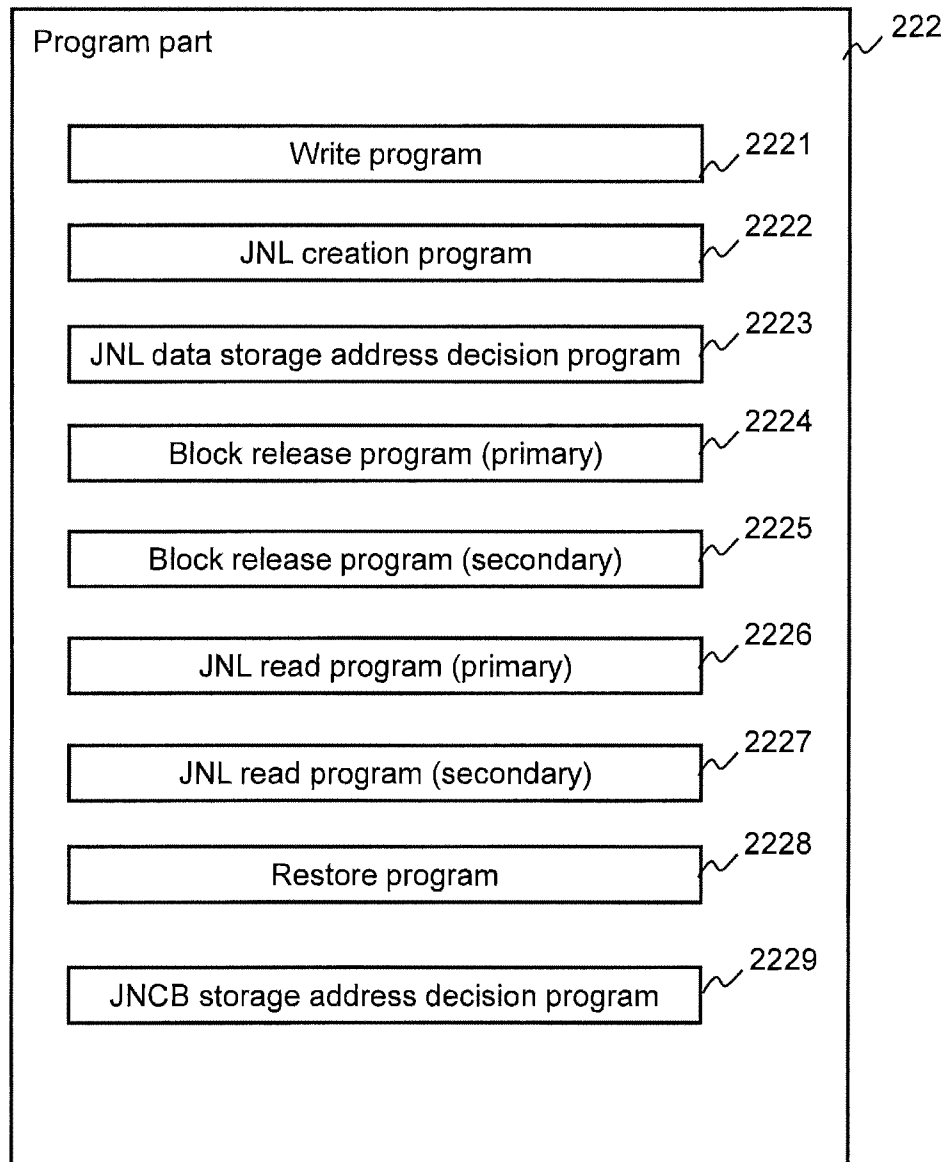 Program part
222
Write program
2221
JNL creation program
2222
JNL data storage address decision program
2223
Block release program (primary)
2224
Block release program (secondary)
2225
JNL read program (primary)
2226
JNL read program (secondary)
2227
Restore program
2228
JNCB storage address decision program
2229